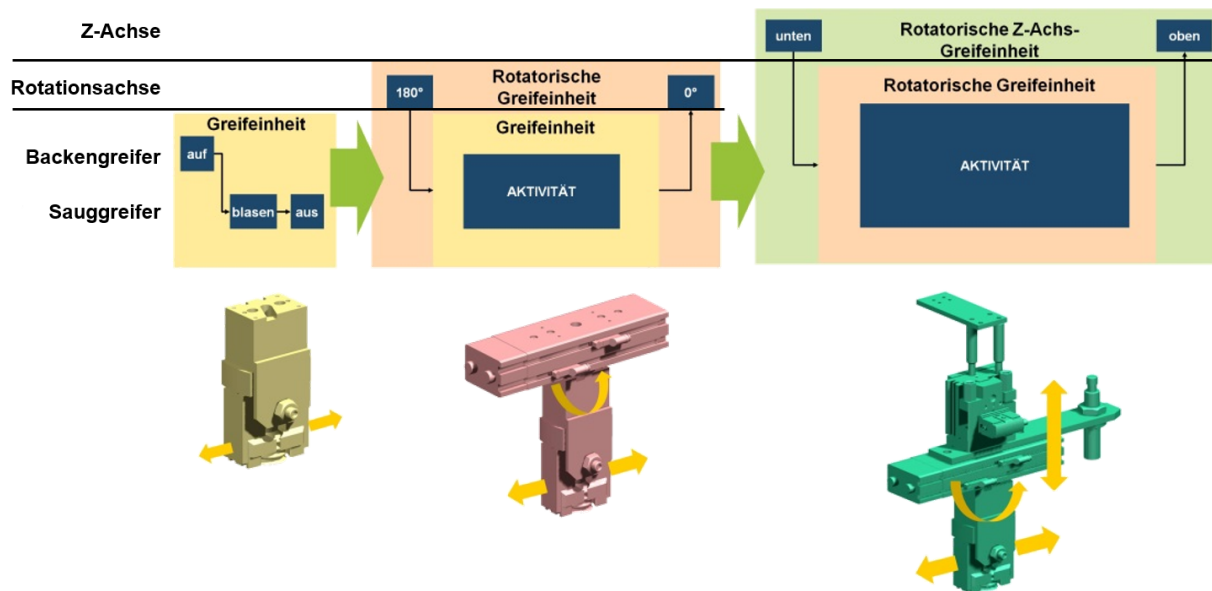 Z-Achse
Rotationsachse
Backengreifer
Sauggreifer
Greifeinheit
auf
blasen
aus
180°
Rotatorische
Greifeinheit
0°
Greifeinheit
AKTIVITÄT
unten
Rotatorische Z-Achs-
Greifeinheit
oben
Rotatorische Greifeinheit
AKTIVITÄT